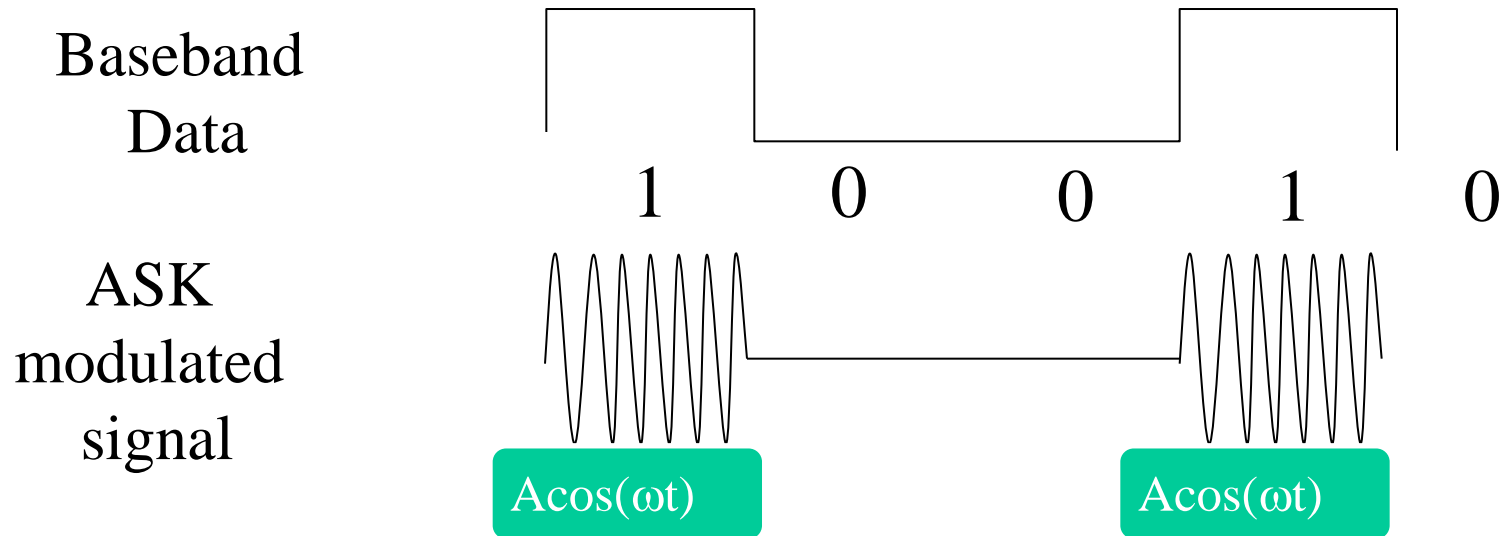 Baseband
Data
1 0 0 1 0
ASK
modulated
signal
Acos(ωt) Acos(ωt)